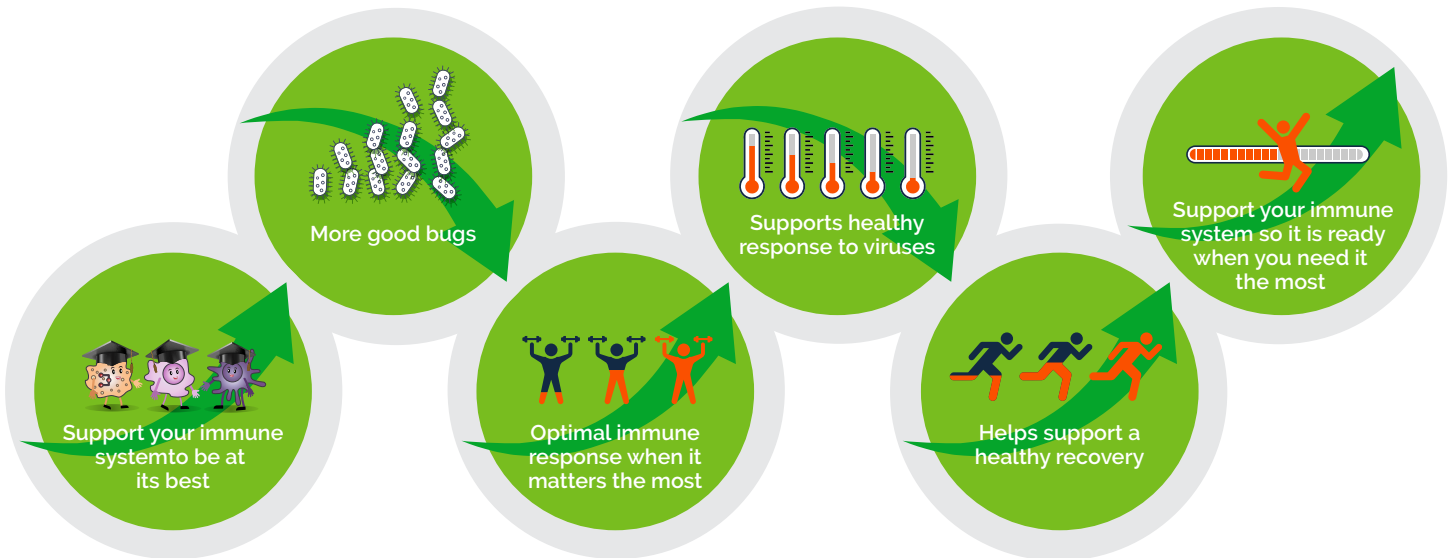 Support your immune
systemto be at
its best
More good bugs
Optimal immune
response when it
matters the most
Supports healthy
response to viruses
Helps support a
healthy recovery
Support your immune
system so it is ready
when you need it
the most